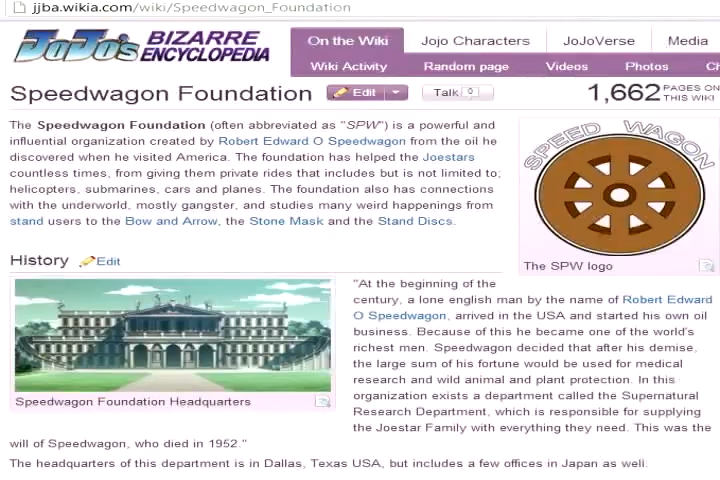 jjba.wikia.com/wiki/Speedwagon_Foundation
JoJo's BIZARRE ENCYCLOPEDIA
On the Wiki Jojo Characters JoJoVerse Media
Wiki Activity Random page Videos Photos Ch
Speedwagon Foundation Edit Talk 0 1,662 PAGES ON THIS WIKI
The Speedwagon Foundation (often abbreviated as "SPW") is a powerful and
influential organization created by Robert Edward O Speedwagon from the oil he
discovered when he visited America. The foundation has helped the Joestars
countless times, from giving them private rides that includes but is not limited to;
helicopters, submarines, cars and planes. The foundation also has connections
with the underworld, mostly gangster, and studies many weird happenings from
stand users to the Bow and Arrow, the Stone Mask and the Stand Discs.
SPEED WAGON
The SPW logo
History Edit
Speedwagon Foundation Headquarters
"At the beginning of the
century, a lone english man by the name of Robert Edward
O Speedwagon, arrived in the USA and started his own oil
business. Because of this he became one of the world's
richest men. Speedwagon decided that after his demise,
the large sum of his fortune would be used for medical
research and wild animal and plant protection. In this
organization exists a department called the Supernatural
Research Department, which is responsible for supplying
the Joestar Family with everything they need. This was the
will of Speedwagon, who died in 1952."
The headquarters of this department is in Dallas, Texas USA, but includes a few offices in Japan as well.